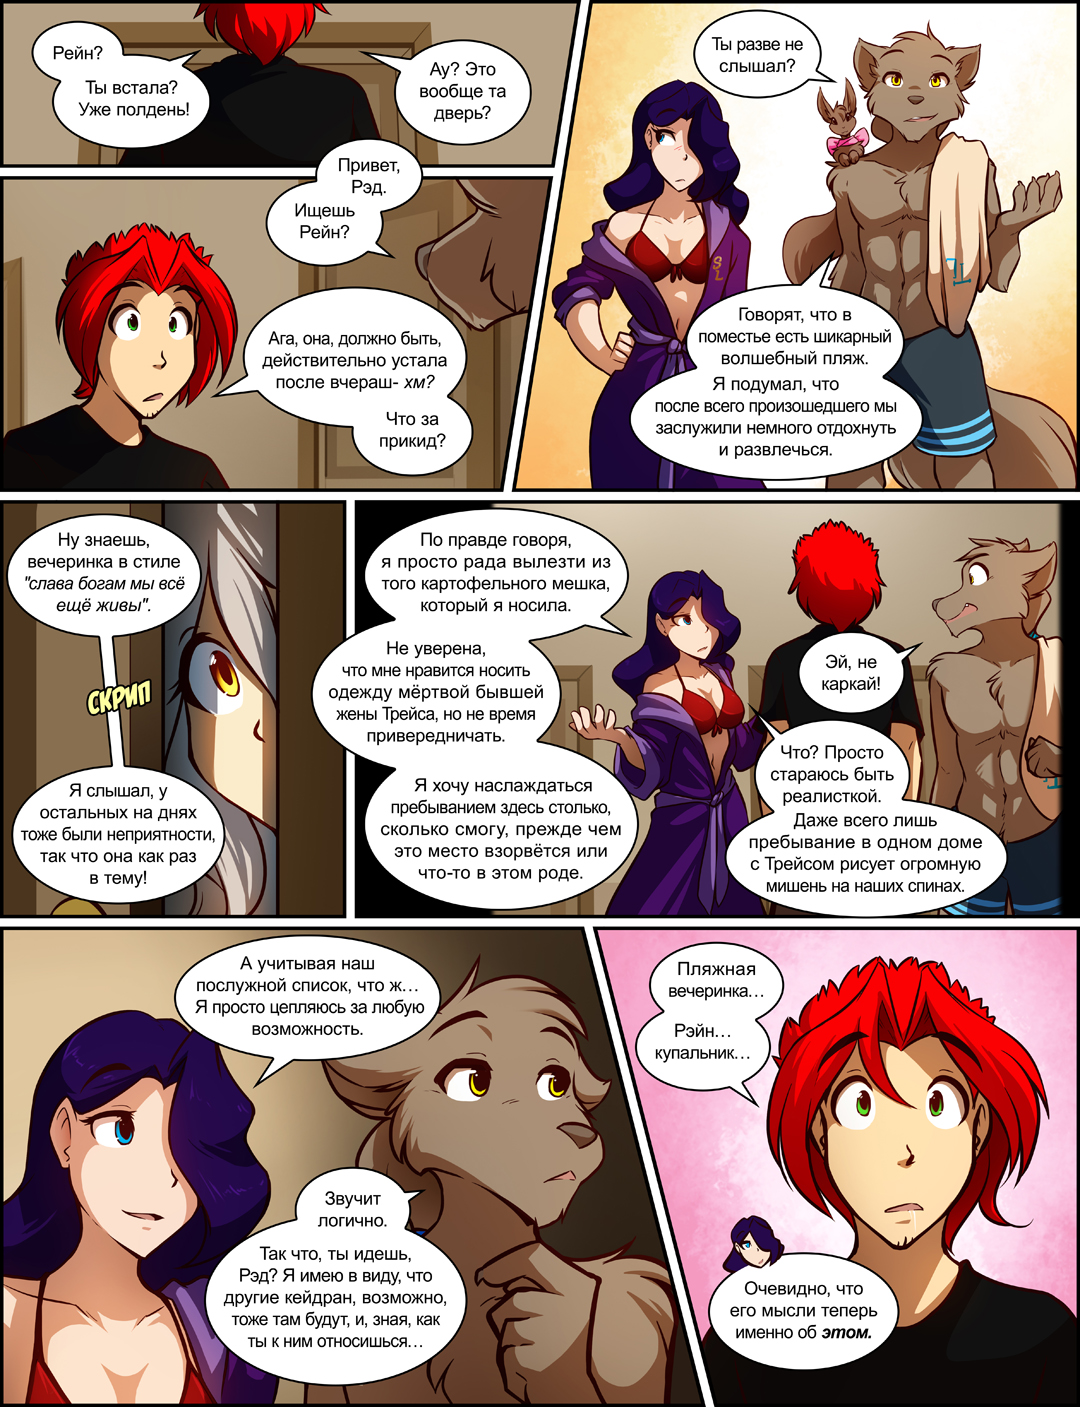 Рейн?
Ты встала?
Уже полдень!
Ау? Это
вообще та
дверь?
Привет,
Рэд.
Ищешь
Рейн?
Ага, она, должно быть,
действительно устала
после вчераш- хм?
Что за
прикид?
Ты разве не
слышал?
SL
Говорят, что в
поместье есть шикарный
волшебный пляж.
Я подумал, что
после всего произошедшего мы
заслужили немного отдохнуть
и развлечься.
Ну знаешь,
вечеринка в стиле
"слава богам мы всё
ещё живы".
СКРИП
Я слышал, у
остальных на днях
тоже были неприятности,
так что она как раз
в тему!
По правде говоря,
я просто рада вылезти из
того картофельного мешка,
который я носила.
Не уверена,
что мне нравится носить
одежду мёртвой бывшей
жены Трейса, но не время
привередничать.
Я хочу наслаждаться
пребыванием здесь столько,
сколько смогу, прежде чем
это место взорвётся или
что-то в этом роде.
Эй, не
каркай!
Что? Просто
стараюсь быть
реалисткой.
Даже всего лишь
пребывание в одном доме
с Трейсом рисует огромную
мишень на наших спинах.
А учитывая наш
послужной список, что ж...
Я просто цепляюсь за любую
возможность.
Звучит
логично.
Так что, ты идешь,
Рэд? Я имею в виду, что
другие кейдран, возможно,
тоже там будут, и, зная, как
ты к ним относишься...
Пляжная
вечеринка...
Рэйн...
купальник...
Очевидно, что
его мысли теперь
именно об этом.